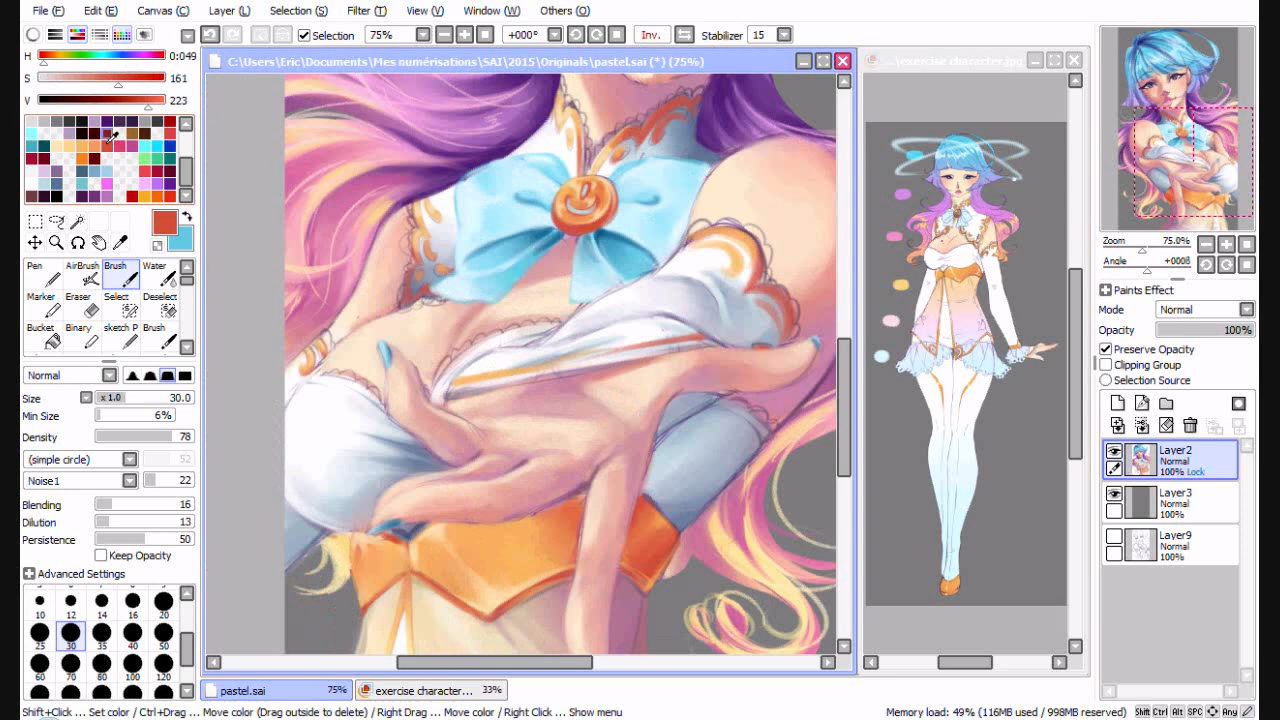 File (F) Edit (E) Canvas (C) Layer (L) Selection (S) Filter (T) View (V) Window (W) Others (O)
Selection 75% +000° Inv. Stabilizer 15
H 0:049
S 161
V 223
C:\Users\Eric\Documents\Mes numérisations\SAI\2015\Originals\pastel.sai (*) (75%)
...\exercise character.jpg
Zoom 75.0%
Angle +0008
Pen AirBrush Brush Water
Marker Eraser Select Deselect
Bucket Binary sketch P Brush
Normal
Size x 1.0 30.0
Min Size 6%
Density 78
(simple circle) 52
Noise1 22
Blending 16
Dilution 13
Persistence 50
Keep Opacity
Advanced Settings
10 12 14 16 20
25 30 35 40 50
60 70 80 100 120
Paints Effect
Mode Normal
Opacity 100%
Preserve Opacity
Clipping Group
Selection Source
Layer2
Normal
100% Lock
Layer3
Normal
100%
Layer9
Normal
100%
pastel.sai 75% exercise character... 33%
Shift+Click ... Set color / Ctrl+Drag ... Move color (Drag outside to delete) / Right Drag ... Move color / Right Click ... Show menu
Memory load: 49% (116MB used / 998MB reserved) Shift Ctrl Alt SPC Any